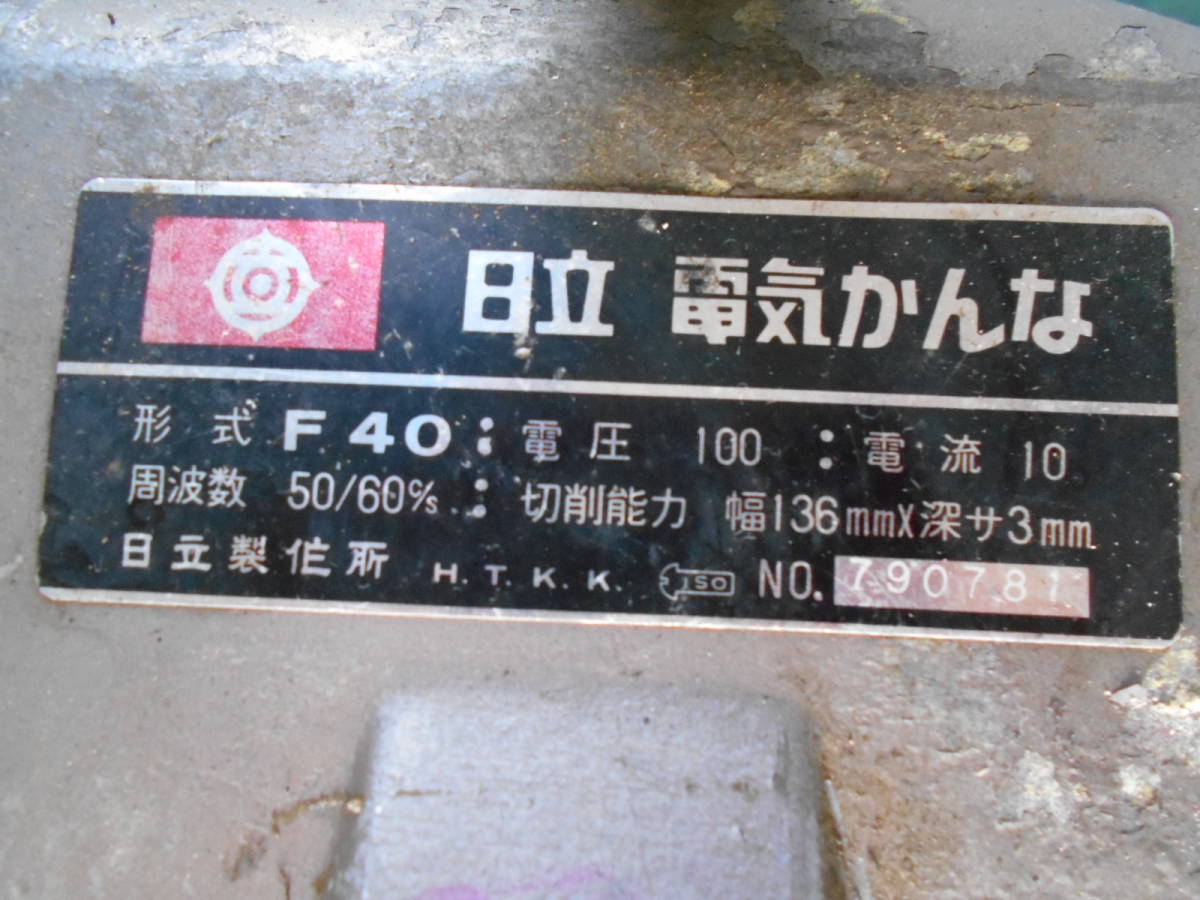 日立 電気かんな
形式 F40 : 電圧 100 : 電流 10
周波数 50/60c/s : 切削能力 幅136mmX深サ3mm
日立製作所 H.T.K.K. ISO NO. 790781